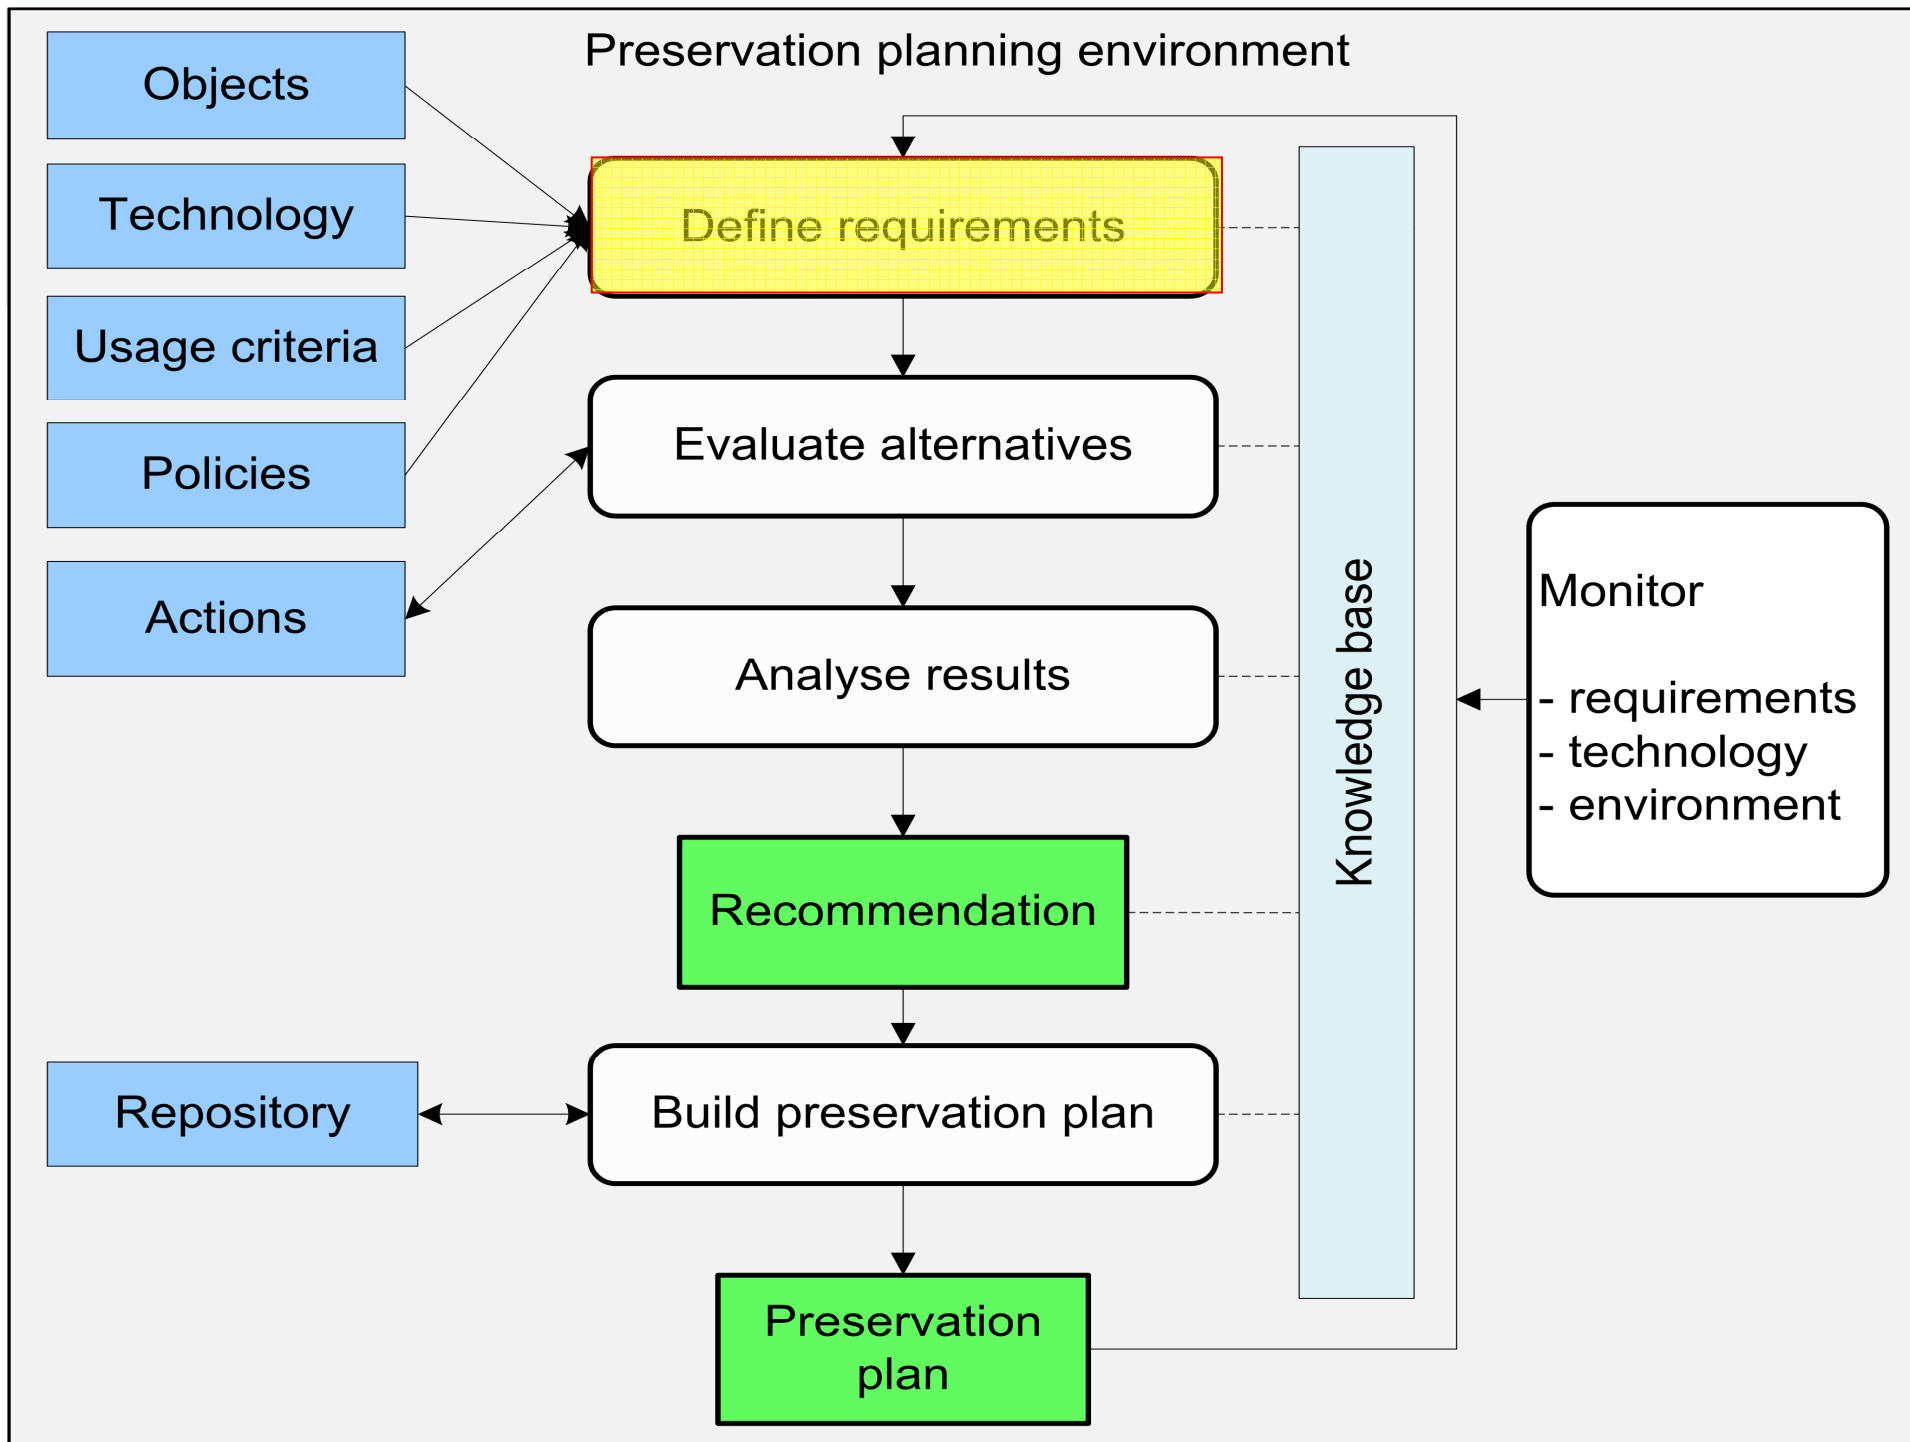 Preservation planning environment
Objects
Technology
Usage criteria
Policies
Actions
Repository
Define requirements
Evaluate alternatives
Analyse results
Recommendation
Build preservation plan
Preservation
plan
Knowledge base
Monitor
- requirements
- technology
- environment